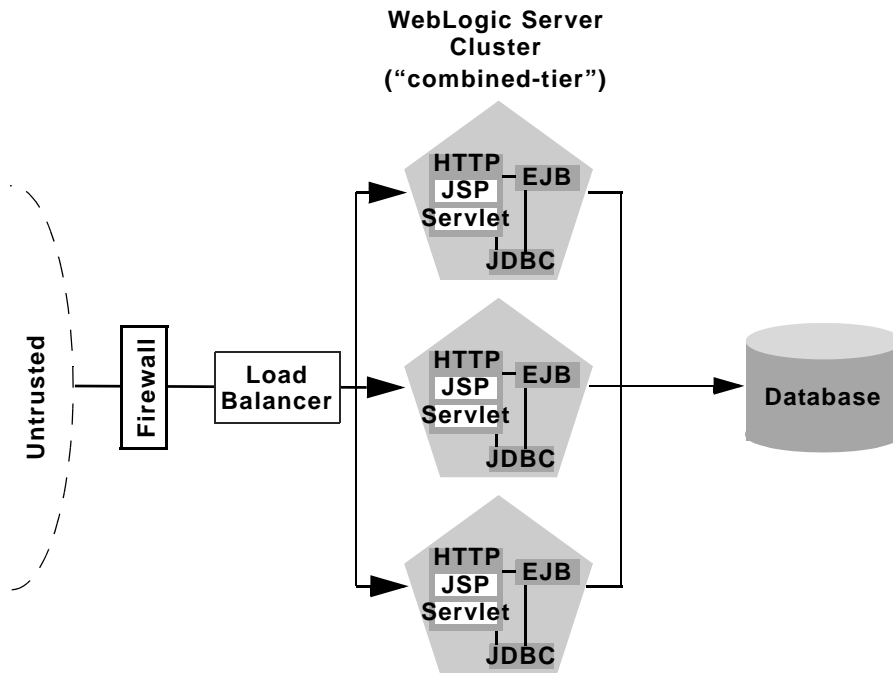 WebLogic Server
Cluster
(“combined-tier”)
HTTP
JSP
Servlet
EJB
JDBC
Untrusted
Firewall
Load
Balancer
HTTP
JSP
Servlet
EJB
JDBC
Database
HTTP
JSP
Servlet
EJB
JDBC